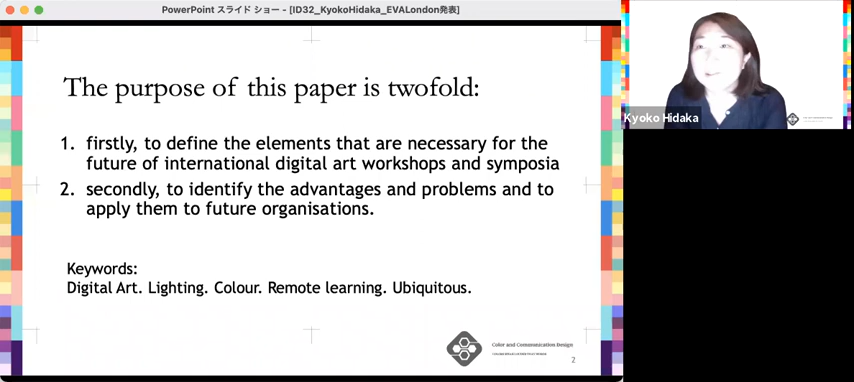 PowerPoint スライド ショー - [ID32_KyokoHidaka_EVALondon発表]
The purpose of this paper is twofold:
1. firstly, to define the elements that are necessary for the
future of international digital art workshops and symposia
2. secondly, to identify the advantages and problems and to
apply them to future organisations.
Keywords:
Digital Art. Lighting. Colour. Remote learning. Ubiquitous.
Color and Communication Design
2
Kyoko Hidaka